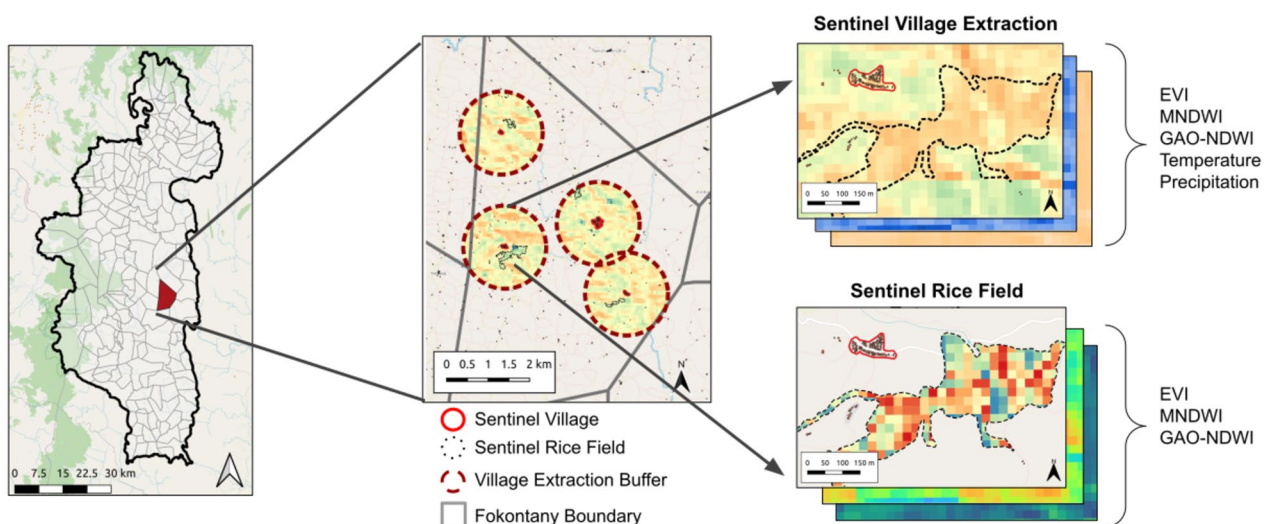 Sentinel Village Extraction
EVI
MNDWI
GAO-NDWI
Temperature
Precipitation
N
0 50 100 150 m
0 0.5 1 1.5 2 km
N
0 7.5 15 22.5 30 km
Sentinel Village
Sentinel Rice Field
Village Extraction Buffer
Fokontany Boundary
Sentinel Rice Field
EVI
MNDWI
GAO-NDWI
N
0 50 100 150 m